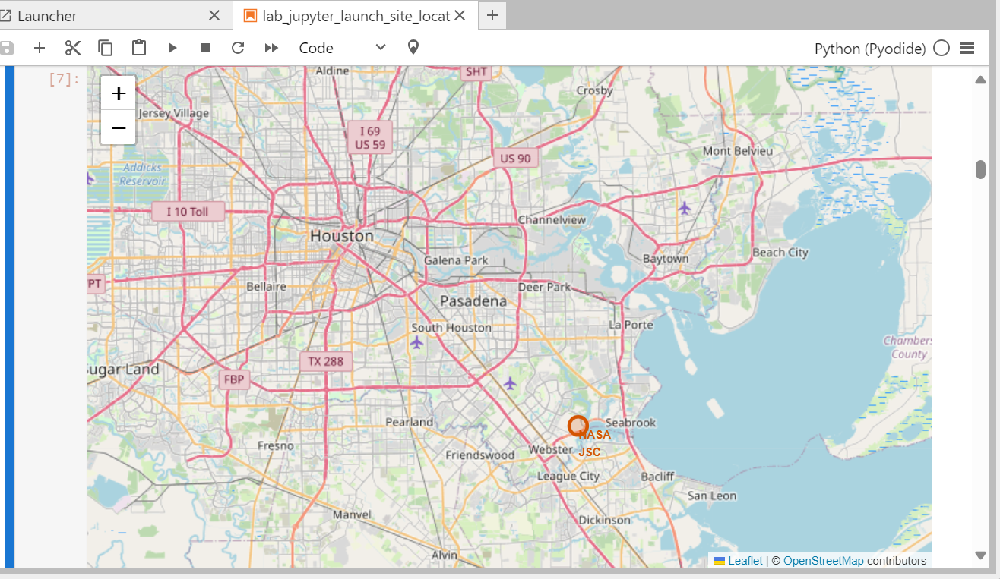 Launcher
lab_jupyter_launch_site_locat
Code
Python (Pyodide)
[7]:
+
−
Aldine
SHT
Crosby
Jersey Village
I 69
US 59
US 90
Mont Belvieu
Addicks
Reservoir
I 10 Toll
Channelview
Houston
Galena Park
Baytown
Beach City
PT
Bellaire
Deer Park
Pasadena
La Porte
South Houston
Chambers
County
TX 288
ugar Land
FBP
Pearland
Seabrook
NASA
JSC
Fresno
Friendswood
Webster
League City
Bacliff
San Leon
Manvel
Dickinson
Alvin
Leaflet | © OpenStreetMap contributors